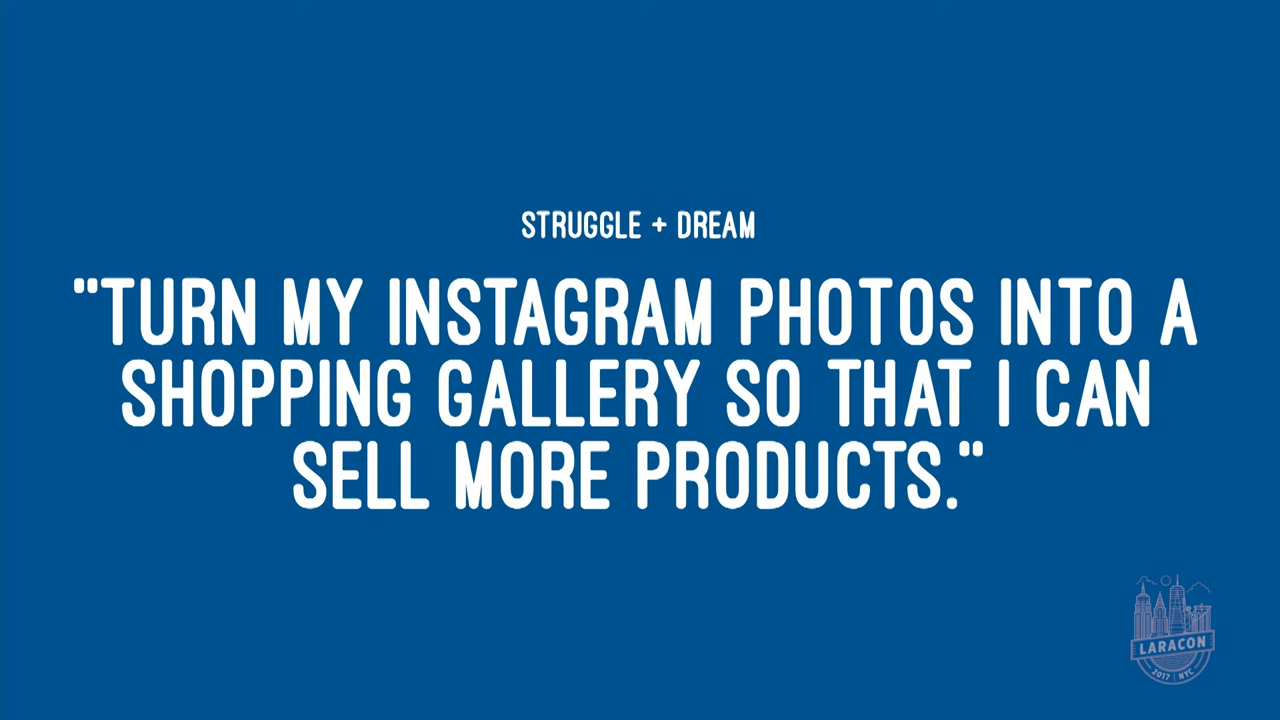 STRUGGLE + DREAM
"TURN MY INSTAGRAM PHOTOS INTO A
SHOPPING GALLERY SO THAT I CAN
SELL MORE PRODUCTS."
LARACON
2017 | NYC